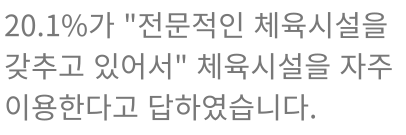 20.1%가 "전문적인 체육시설을
갖추고 있어서" 체육시설을 자주
이용한다고 답하였습니다.